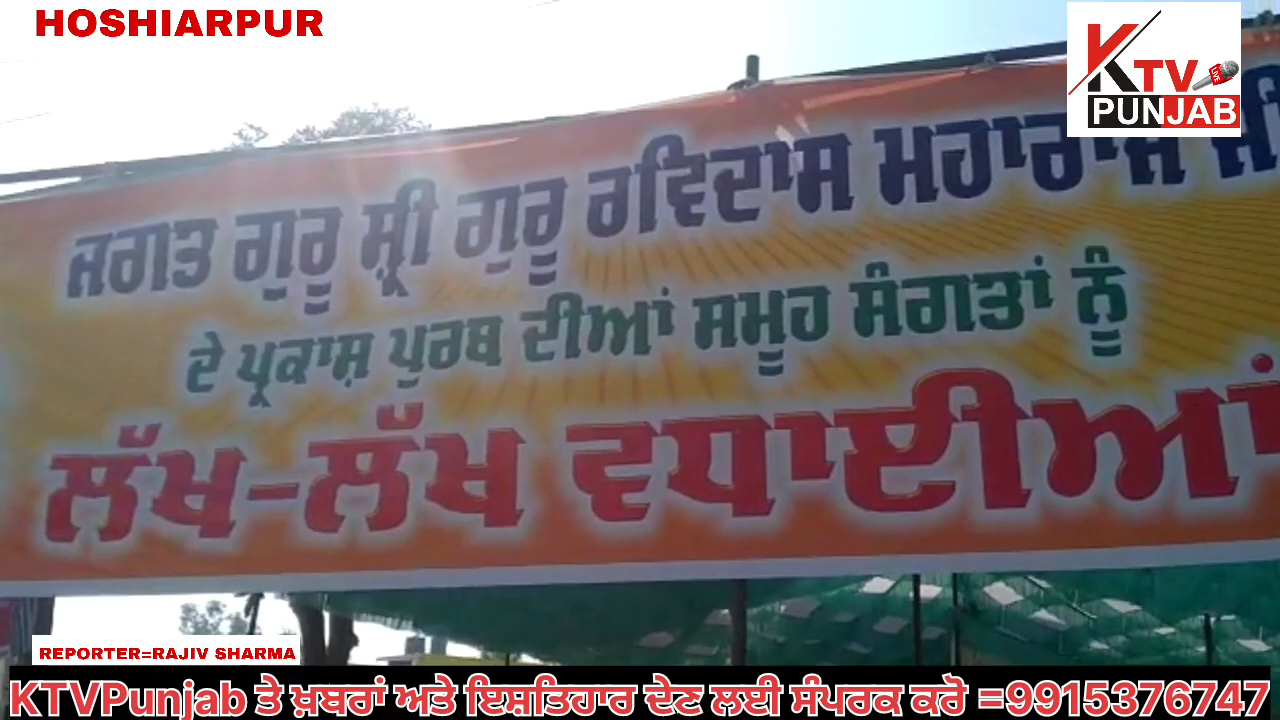 HOSHIARPUR
KTV
LIVE
PUNJAB
ਜਗਤ ਗੁਰੂ ਸ਼੍ਰੀ ਗੁਰੂ ਰਵਿਦਾਸ ਮਹਾਰਾਜ ਜੀ
ਦੇ ਪ੍ਰਕਾਸ਼ ਪੁਰਬ ਦੀਆਂ ਸਮੂਹ ਸੰਗਤਾਂ ਨੂੰ
ਲੱਖ-ਲੱਖ ਵਧਾਈਆਂ
REPORTER=RAJIV SHARMA
KTVPunjab ਤੇ ਖ਼ਬਰਾਂ ਅਤੇ ਇਸ਼ਤਿਹਾਰ ਦੇਣ ਲਈ ਸੰਪਰਕ ਕਰੋ =9915376747